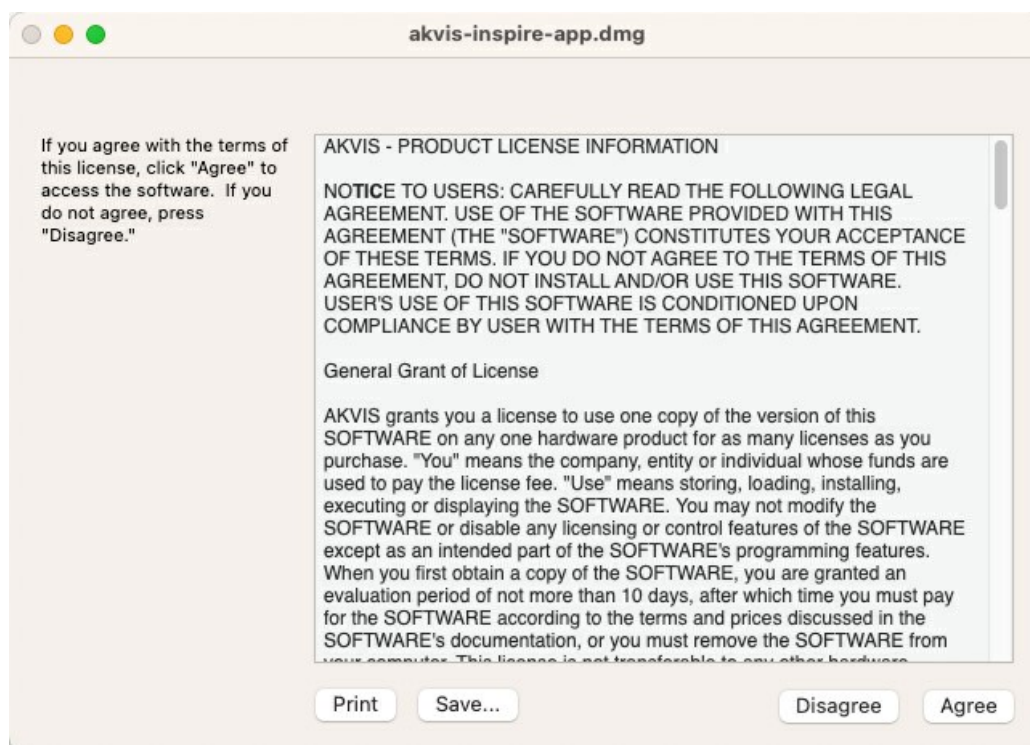 akvis-inspire-app.dmg
If you agree with the terms of
this license, click "Agree" to
access the software.  If you
do not agree, press
"Disagree."
AKVIS - PRODUCT LICENSE INFORMATION
NOTICE TO USERS: CAREFULLY READ THE FOLLOWING LEGAL
AGREEMENT. USE OF THE SOFTWARE PROVIDED WITH THIS
AGREEMENT (THE "SOFTWARE") CONSTITUTES YOUR ACCEPTANCE
OF THESE TERMS. IF YOU DO NOT AGREE TO THE TERMS OF THIS
AGREEMENT, DO NOT INSTALL AND/OR USE THIS SOFTWARE.
USER'S USE OF THIS SOFTWARE IS CONDITIONED UPON
COMPLIANCE BY USER WITH THE TERMS OF THIS AGREEMENT.
General Grant of License
AKVIS grants you a license to use one copy of the version of this
SOFTWARE on any one hardware product for as many licenses as you
purchase. "You" means the company, entity or individual whose funds are
used to pay the license fee. "Use" means storing, loading, installing,
executing or displaying the SOFTWARE. You may not modify the
SOFTWARE or disable any licensing or control features of the SOFTWARE
except as an intended part of the SOFTWARE's programming features.
When you first obtain a copy of the SOFTWARE, you are granted an
evaluation period of not more than 10 days, after which time you must pay
for the SOFTWARE according to the terms and prices discussed in the
SOFTWARE's documentation, or you must remove the SOFTWARE from
your computer. This license is not transferable to any other hardware
Print
Save...
Disagree
Agree